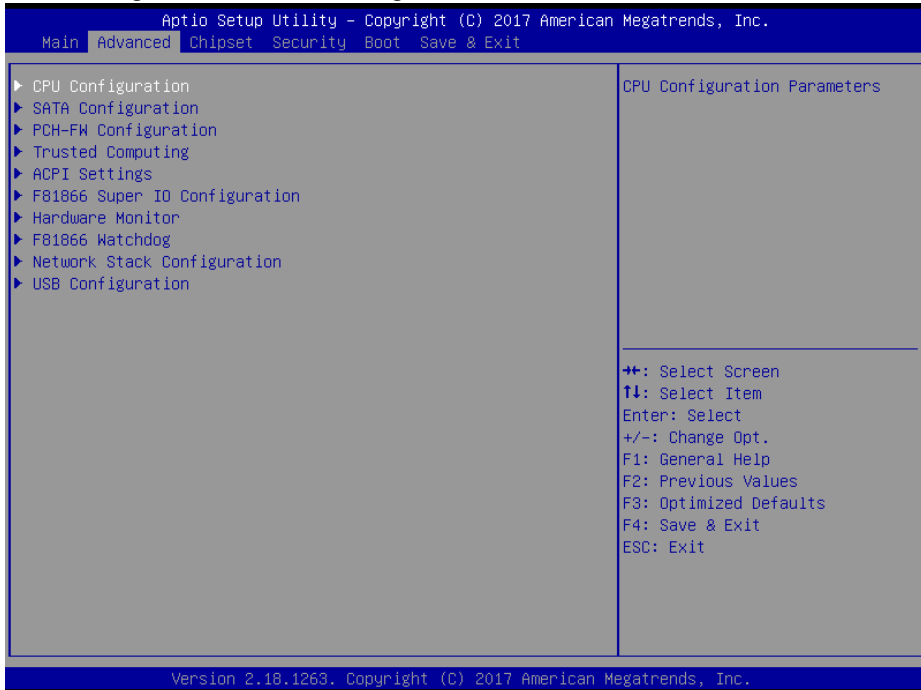 Aptio Setup Utility – Copyright (C) 2017 American Megatrends, Inc.
Main Advanced Chipset Security Boot Save & Exit
CPU Configuration
SATA Configuration
PCH-FW Configuration
Trusted Computing
ACPI Settings
F81866 Super IO Configuration
Hardware Monitor
F81866 Watchdog
Network Stack Configuration
USB Configuration
CPU Configuration Parameters
→←: Select Screen
↑↓: Select Item
Enter: Select
+/-: Change Opt.
F1: General Help
F2: Previous Values
F3: Optimized Defaults
F4: Save & Exit
ESC: Exit
Version 2.18.1263. Copyright (C) 2017 American Megatrends, Inc.